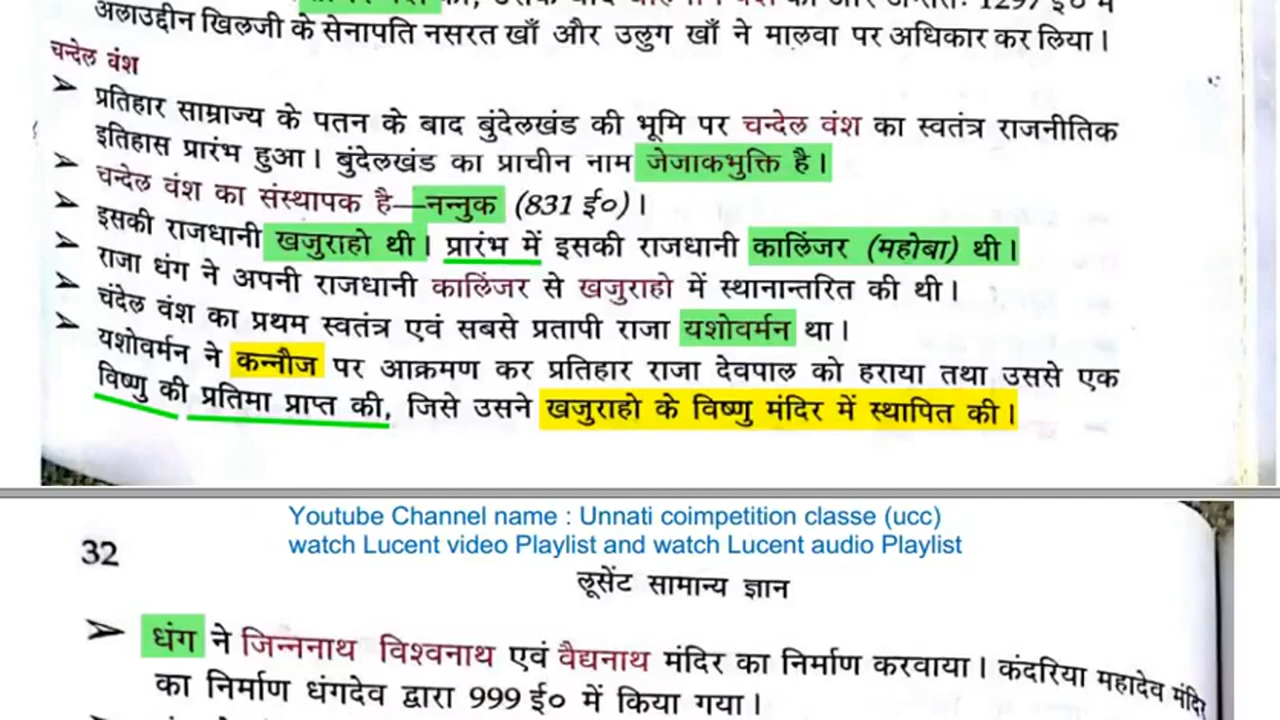 अलाउद्दीन खिलजी के सेनापति नसरत खाँ और उलुग खाँ ने मालवा पर अधिकार कर लिया।
चन्देल वंश
➤ प्रतिहार साम्राज्य के पतन के बाद बुंदेलखंड की भूमि पर चन्देल वंश का स्वतंत्र राजनीतिक
इतिहास प्रारंभ हुआ। बुंदेलखंड का प्राचीन नाम जेजाकभुक्ति है।
➤ चन्देल वंश का संस्थापक है—नन्नुक (831 ई०)।
➤ इसकी राजधानी खजुराहो थी। प्रारंभ में इसकी राजधानी कालिंजर (महोबा) थी।
➤ राजा धंग ने अपनी राजधानी कालिंजर से खजुराहो में स्थानान्तरित की थी।
➤ चंदेल वंश का प्रथम स्वतंत्र एवं सबसे प्रतापी राजा यशोवर्मन था।
➤ यशोवर्मन ने कन्नौज पर आक्रमण कर प्रतिहार राजा देवपाल को हराया तथा उससे एक
विष्णु की प्रतिमा प्राप्त की, जिसे उसने खजुराहो के विष्णु मंदिर में स्थापित की।
Youtube Channel name : Unnati coimpetition classe (ucc)
watch Lucent video Playlist and watch Lucent audio Playlist
32
लूसेंट सामान्य ज्ञान
➤ धंग ने जिन्ननाथ विश्वनाथ एवं वैद्यनाथ मंदिर का निर्माण करवाया। कंदरिया महादेव मंदिर
का निर्माण धंगदेव द्वारा 999 ई० में किया गया।